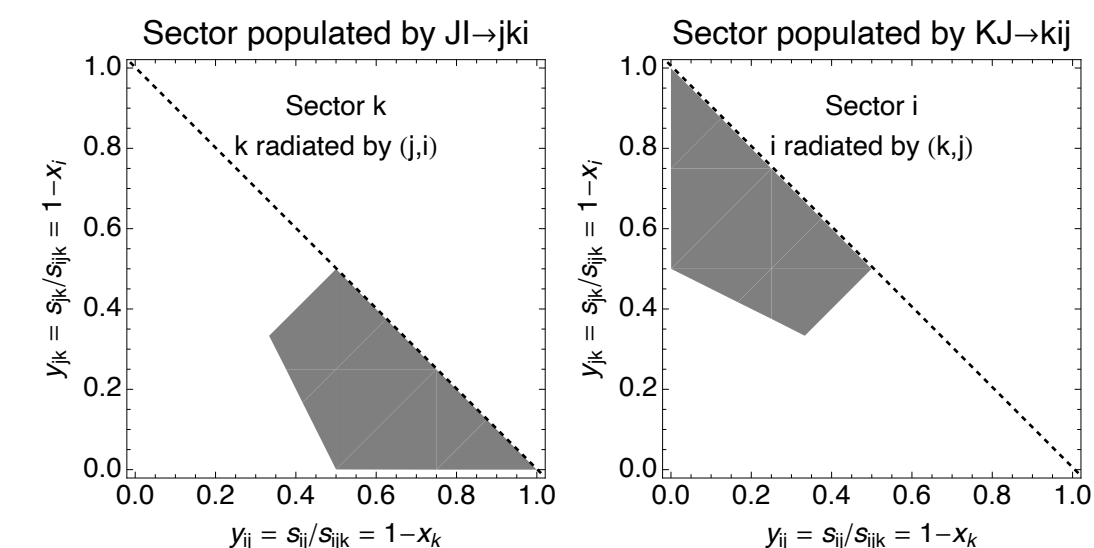 Sector populated by JI→jki
Sector k
k radiated by (j,i)
y_jk = s_jk/s_ijk = 1−x_i
1.0
0.8
0.6
0.4
0.2
0.0
0.0 0.2 0.4 0.6 0.8 1.0
y_ij = s_ij/s_ijk = 1−x_k
Sector populated by KJ→kij
Sector i
i radiated by (k,j)
y_jk = s_jk/s_ijk = 1−x_i
1.0
0.8
0.6
0.4
0.2
0.0
0.0 0.2 0.4 0.6 0.8 1.0
y_ij = s_ij/s_ijk = 1−x_k